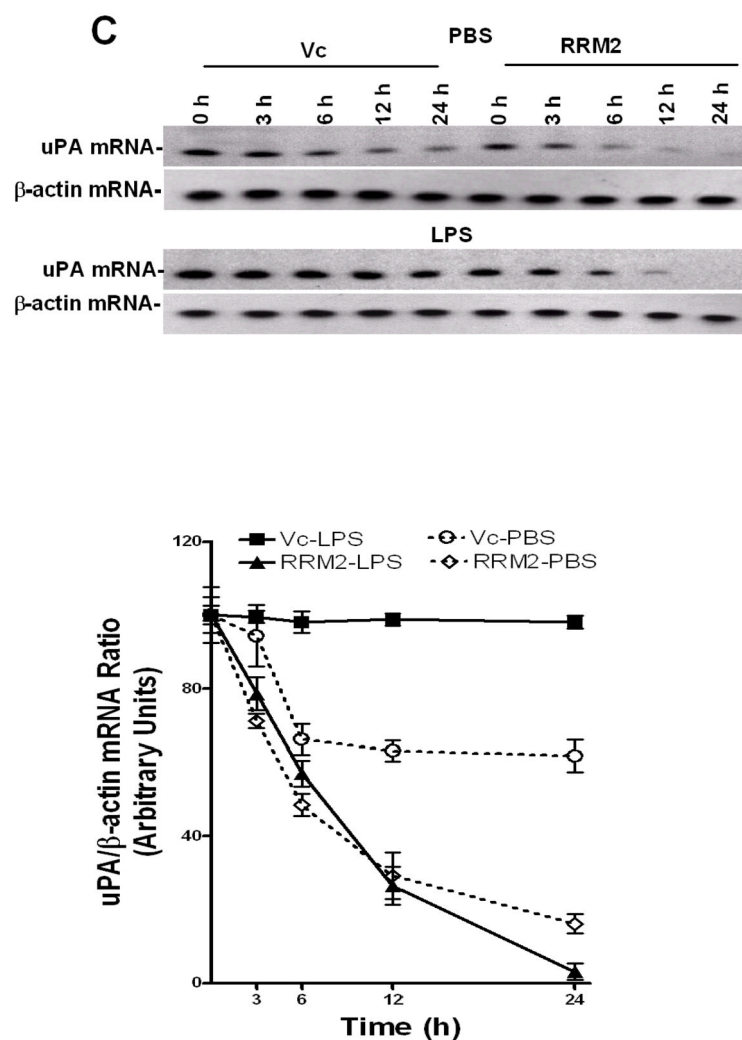 C
Vc PBS RRM2
0 h 3 h 6 h 12 h 24 h 0 h 3 h 6 h 12 h 24 h
uPA mRNA-
β-actin mRNA-
LPS
uPA mRNA-
β-actin mRNA-
Vc-LPS Vc-PBS
RRM2-LPS RRM2-PBS
uPA/β-actin mRNA Ratio
(Arbitrary Units)
120
80
40
0
3 6 12 24
Time (h)